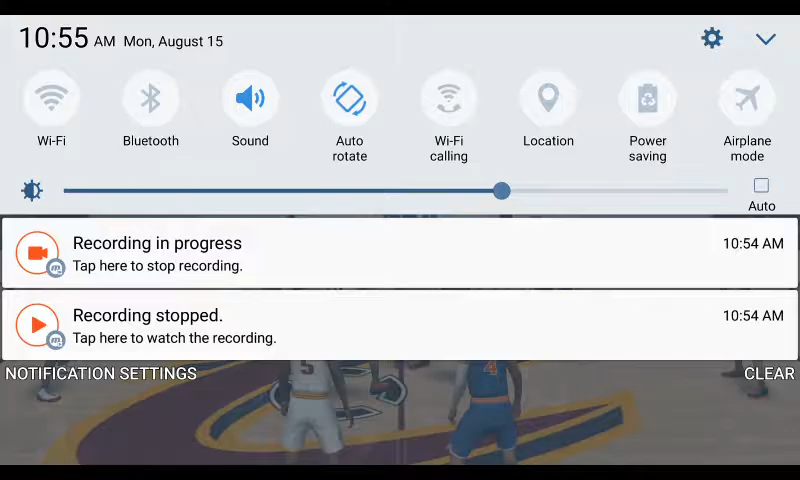 10:55 AM Mon, August 15
Wi-Fi
Bluetooth
Sound
Auto
rotate
Wi-Fi
calling
Location
Power
saving
Airplane
mode
Auto
Recording in progress 10:54 AM
Tap here to stop recording.
Recording stopped. 10:54 AM
Tap here to watch the recording.
NOTIFICATION SETTINGS CLEAR
5
4